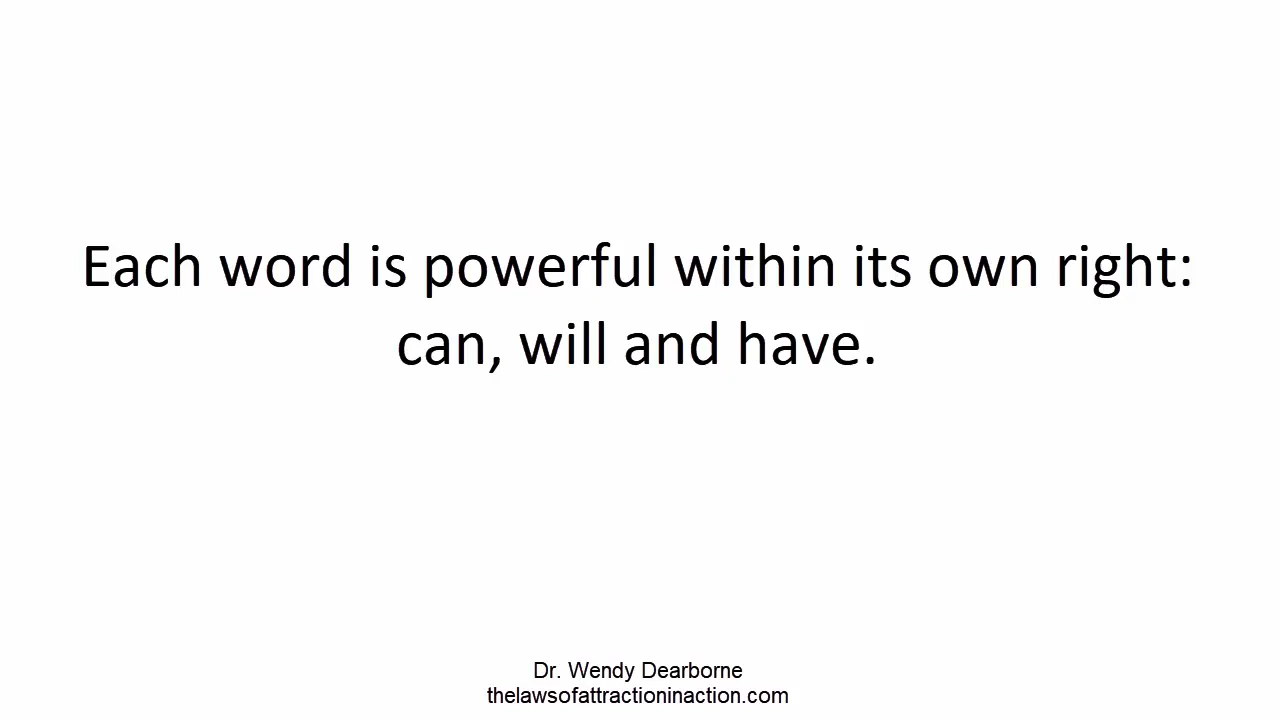 Each word is powerful within its own right:
can, will and have.
Dr. Wendy Dearborne
thelawsofattractioninaction.com